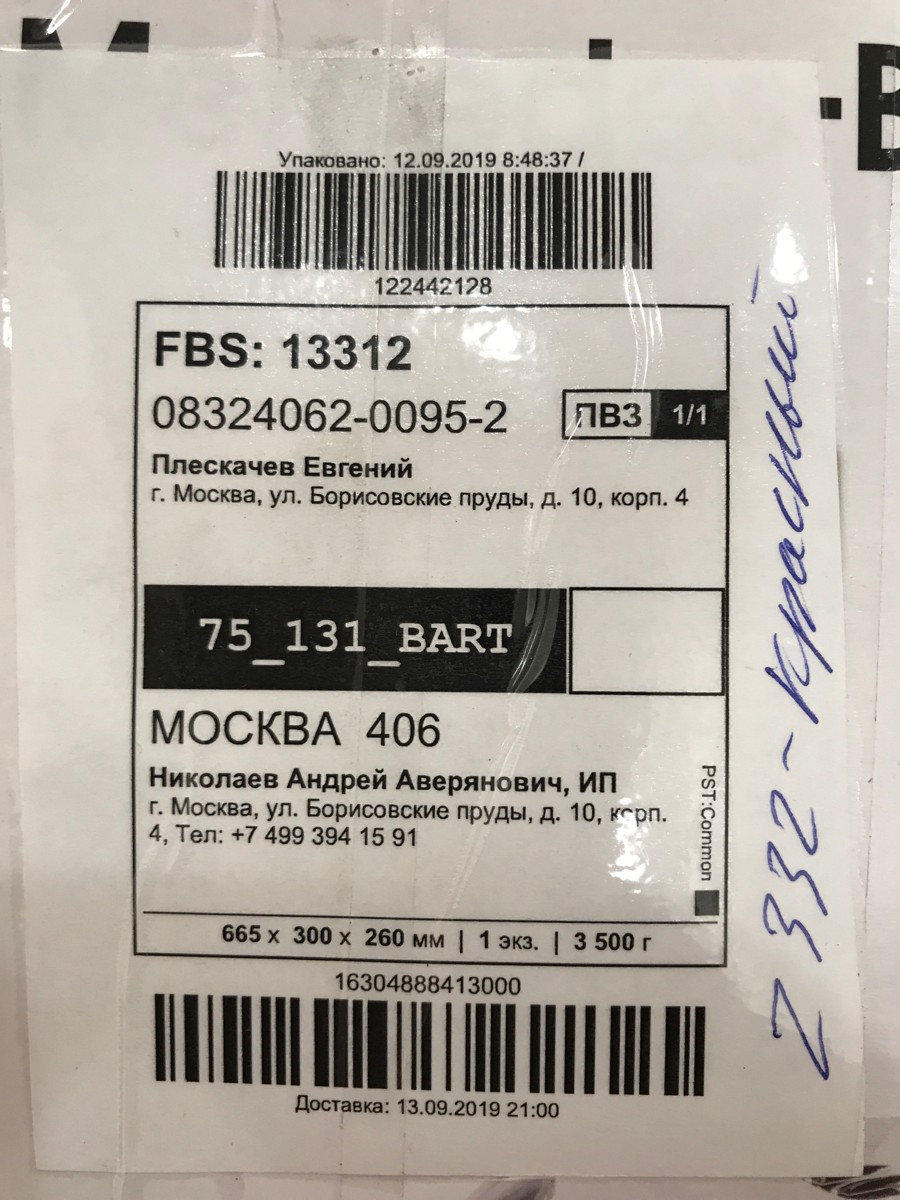 Упаковано: 12.09.2019 8:48:37 /
122442128
FBS: 13312
08324062-0095-2
ПВЗ 1/1
Плескачев Евгений
г. Москва, ул. Борисовские пруды, д. 10, корп. 4
75_131_BART
МОСКВА 406
Николаев Андрей Аверянович, ИП
г. Москва, ул. Борисовские пруды, д. 10, корп.
4, Тел: +7 499 394 15 91
PST:Common
665 x 300 x 260 мм | 1 экз. | 3 500 г
16304888413000
Доставка: 13.09.2019 21:00
2332-Красный